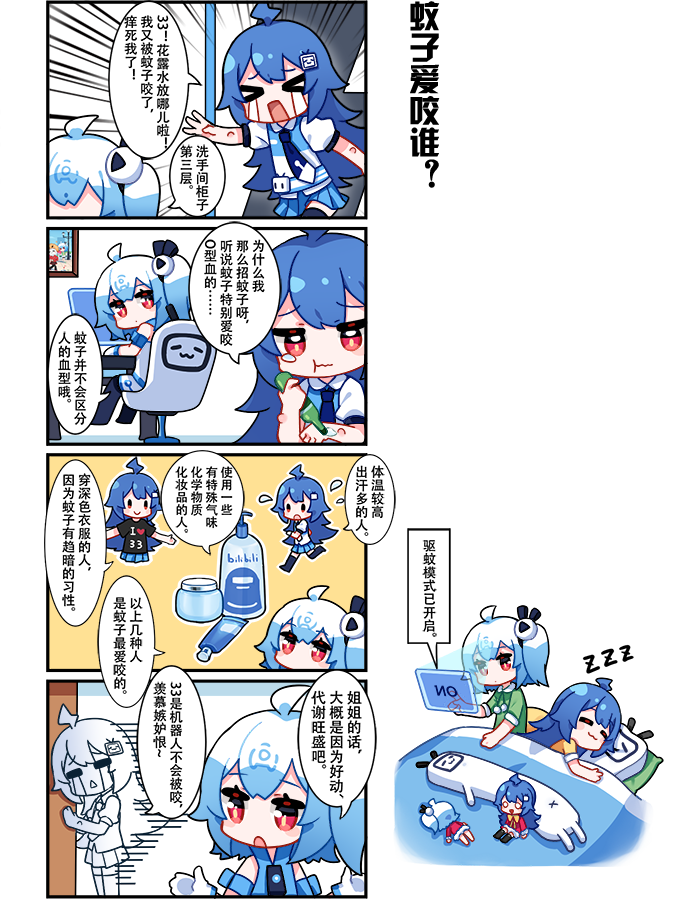 蚊子爱咬谁？
33！花露水放哪儿啦！
我又被蚊子咬了，
痒死我了！
洗手间柜子
第三层。
为什么我
那么招蚊子呀，
听说蚊子特别爱咬
O型血的……
蚊子并不会区分
人的血型哦。
体温较高
出汗多的人。
使用一些
有特殊气味
化学物质
化妆品的人。
bilibili
穿深色衣服的人，
因为蚊子有趋暗的习性。
I ♥
33
以上几种人
是蚊子最爱咬的。
姐姐的话，
大概是因为好动、
代谢旺盛吧。
33是机器人不会被咬，
羡慕嫉妒恨~
驱蚊模式已开启。
ON
zzz